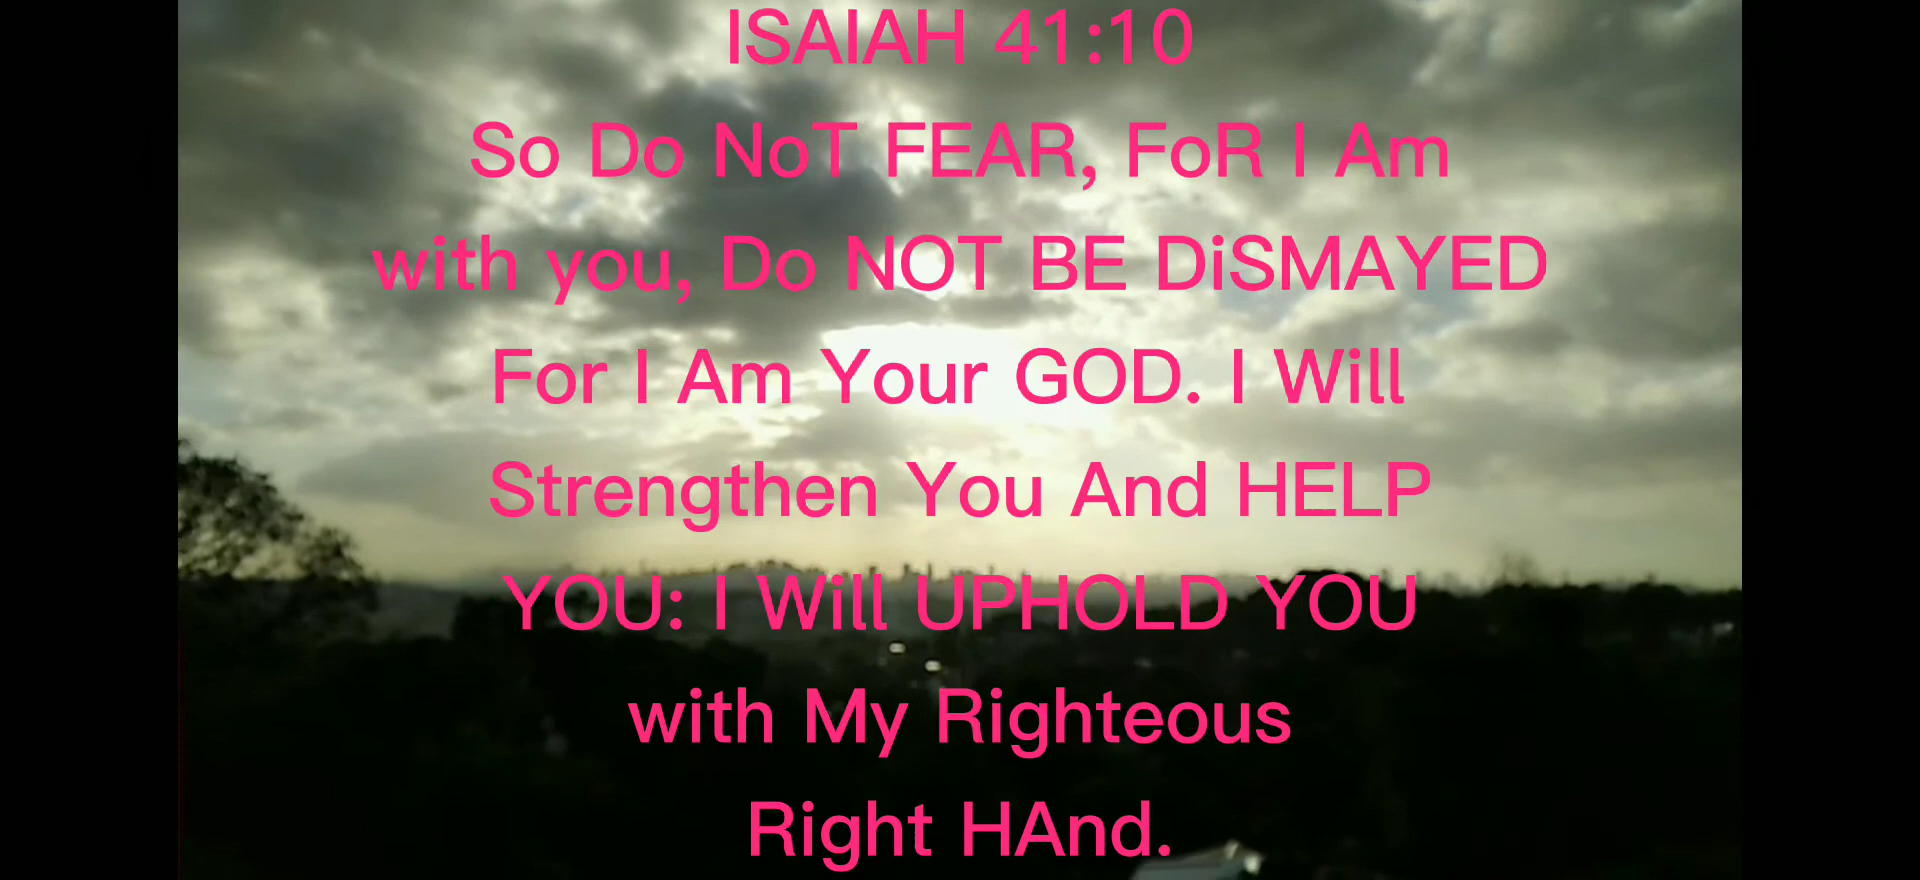 ISAIAH 41:10
So Do NoT FEAR, FoR I Am
with you, Do NOT BE DiSMAYED
For I Am Your GOD. I Will
Strengthen You And HELP
YOU: I Will UPHOLD YOU
with My Righteous
Right HAnd.